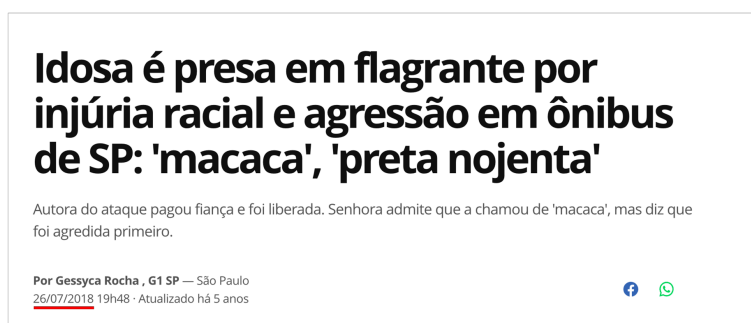 Idosa é presa em flagrante por
injúria racial e agressão em ônibus
de SP: 'macaca', 'preta nojenta'
Autora do ataque pagou fiança e foi liberada. Senhora admite que a chamou de 'macaca', mas diz que
foi agredida primeiro.
Por Gessyca Rocha , G1 SP — São Paulo
26/07/2018 19h48 · Atualizado há 5 anos